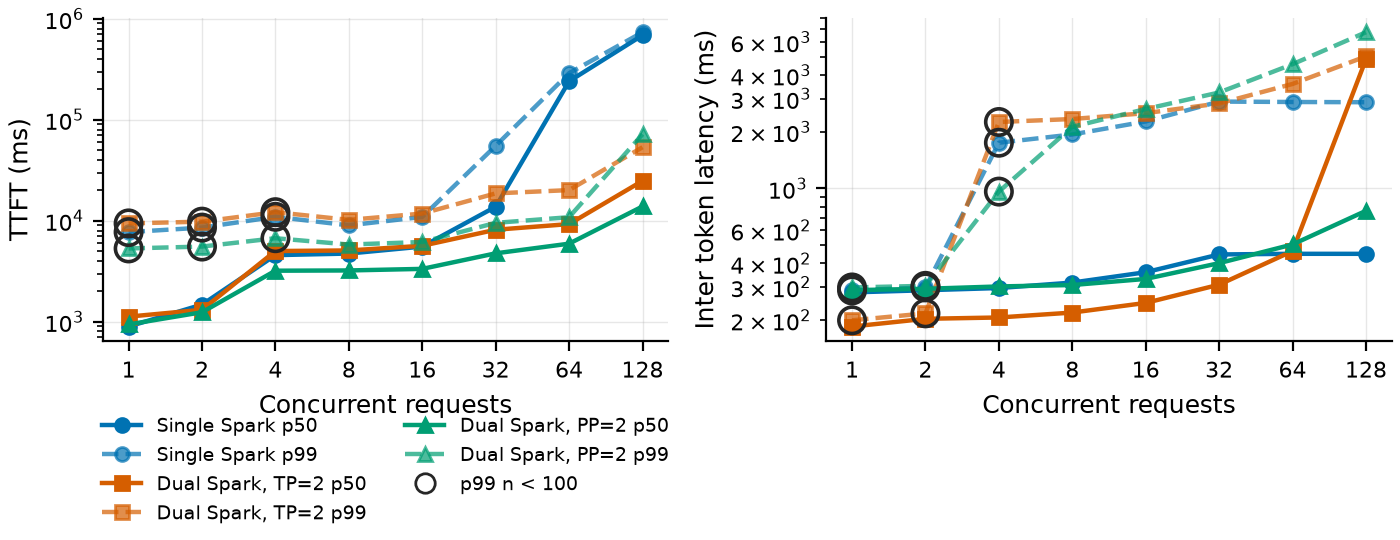 TTFT (ms)
10^6
10^5
10^4
10^3
1 2 4 8 16 32 64 128
Concurrent requests
Inter token latency (ms)
6 × 10^3
4 × 10^3
3 × 10^3
2 × 10^3
10^3
6 × 10^2
4 × 10^2
3 × 10^2
2 × 10^2
1 2 4 8 16 32 64 128
Concurrent requests
Single Spark p50
Single Spark p99
Dual Spark, TP=2 p50
Dual Spark, TP=2 p99
Dual Spark, PP=2 p50
Dual Spark, PP=2 p99
p99 n < 100